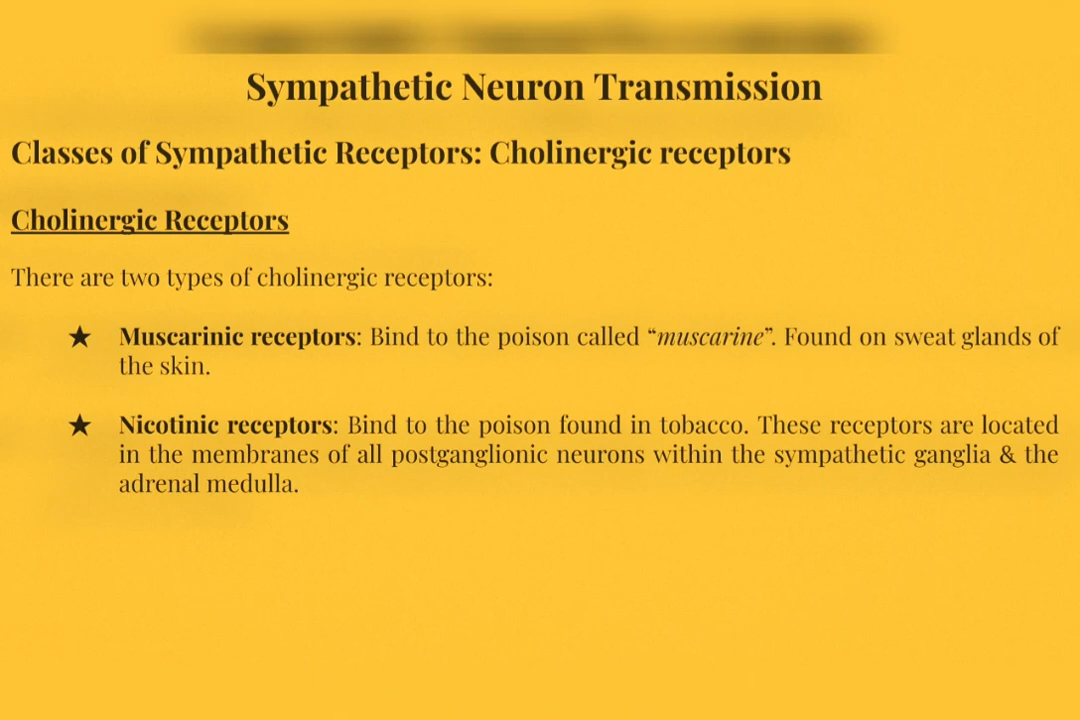 Sympathetic Neuron Transmission
Classes of Sympathetic Receptors: Cholinergic receptors
Cholinergic Receptors
There are two types of cholinergic receptors:
★ Muscarinic receptors: Bind to the poison called “muscarine”. Found on sweat glands of
the skin.
★ Nicotinic receptors: Bind to the poison found in tobacco. These receptors are located
in the membranes of all postganglionic neurons within the sympathetic ganglia & the
adrenal medulla.